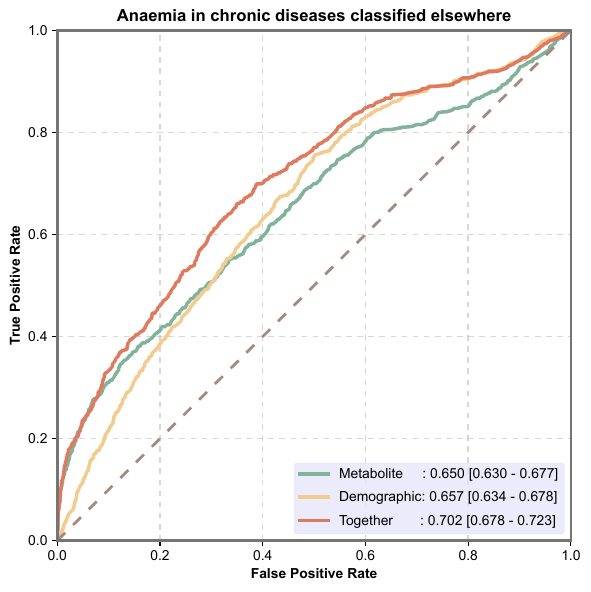 Anaemia in chronic diseases classified elsewhere
True Positive Rate
1.0
0.8
0.6
0.4
0.2
0.0
Metabolite : 0.650 [0.630 - 0.677]
Demographic: 0.657 [0.634 - 0.678]
Together : 0.702 [0.678 - 0.723]
0.0 0.2 0.4 0.6 0.8 1.0
False Positive Rate